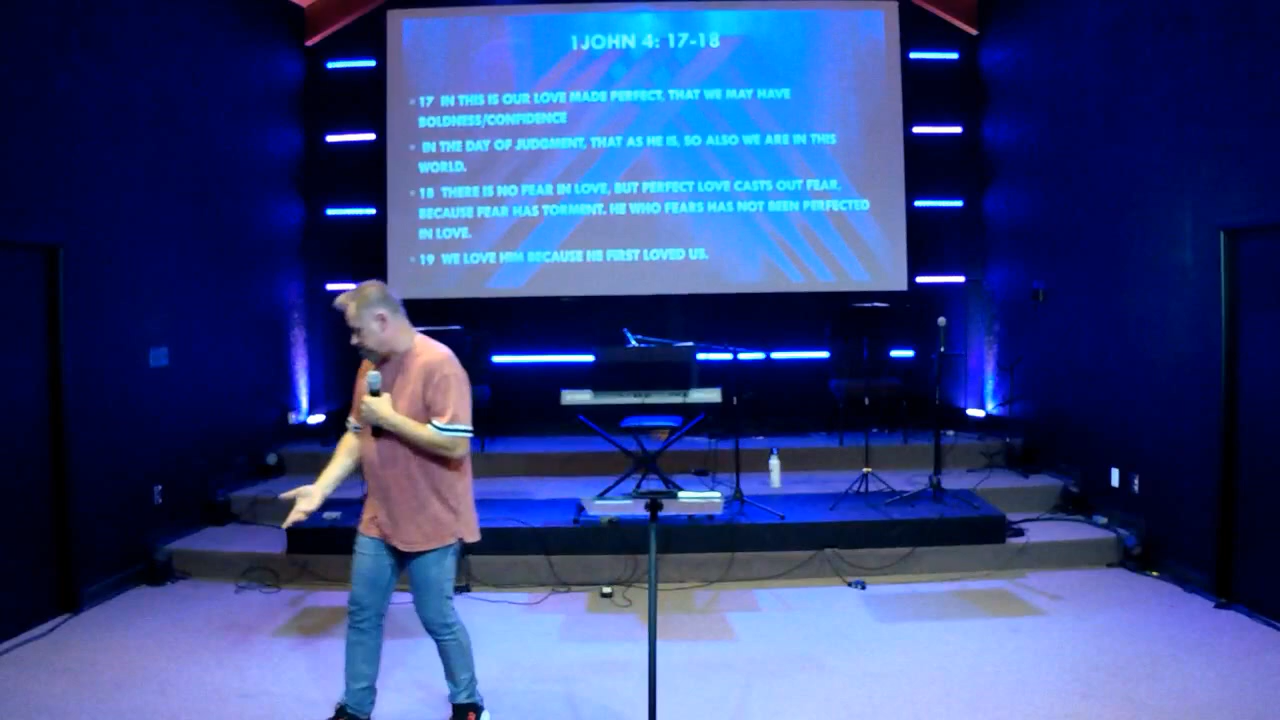 1JOHN 4: 17-18
17 IN THIS IS OUR LOVE MADE PERFECT, THAT WE MAY HAVE
BOLDNESS/CONFIDENCE
IN THE DAY OF JUDGMENT, THAT AS HE IS, SO ALSO WE ARE IN THIS
WORLD.
18 THERE IS NO FEAR IN LOVE, BUT PERFECT LOVE CASTS OUT FEAR,
BECAUSE FEAR HAS TORMENT. HE WHO FEARS HAS NOT BEEN PERFECTED
IN LOVE.
19 WE LOVE HIM BECAUSE HE FIRST LOVED US.